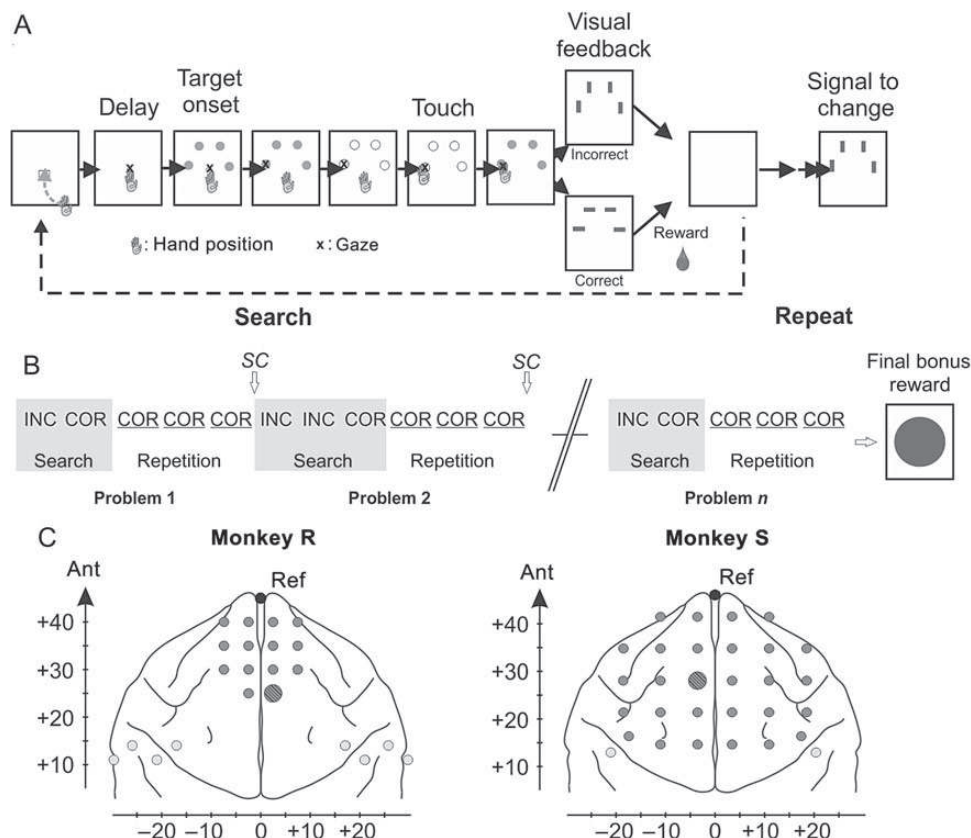 A
Delay
Target
onset
Touch
Visual
feedback
Signal to
change
Incorrect
Correct
Reward
: Hand position
x: Gaze
Search
Repeat
B
SC
SC
Final bonus
reward
INC COR COR COR COR INC INC COR COR COR COR INC COR COR COR COR
Search Repetition Search Repetition Search Repetition
Problem 1 Problem 2 Problem n
C
Monkey R
Monkey S
Ant
Ref
+40
+30
+20
+10
−20 −10 0 +10 +20
Ant
Ref
+40
+30
+20
+10
−20 −10 0 +10 +20